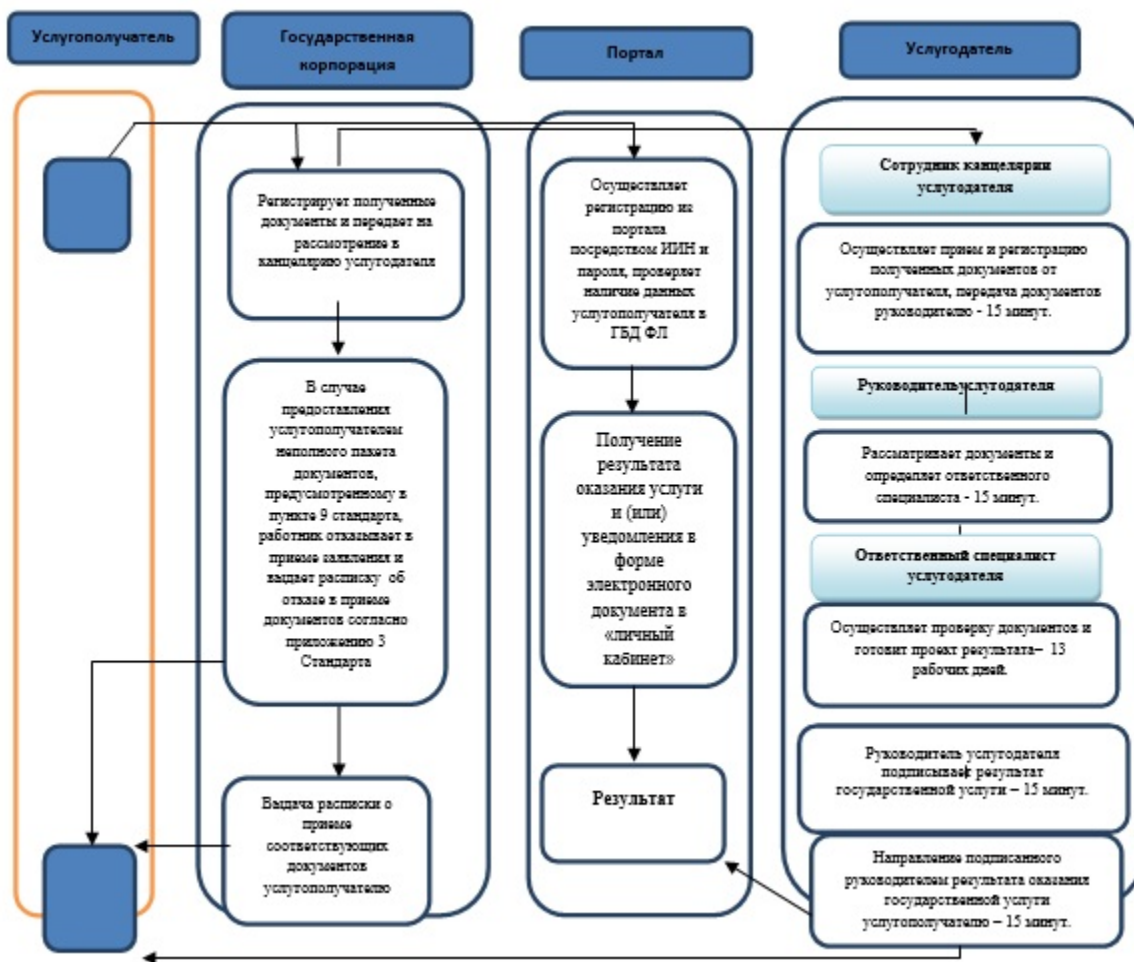 Услугополучатель
Государственная
корпорация
Портал
Услугодатель
Регистрирует полученные
документы и передает на
рассмотрение в
канцелярию услугодателя
В случае
предоставления
услугополучателем
неполного пакета
документов,
предусмотренному в
пункте 9 стандарта,
работник отказывает в
приеме заявления и
выдает расписку об
отказе в приеме
документов согласно
приложению 3
Стандарта
Выдача расписки о
приеме
соответствующих
документов
услугополучателю
Осуществляет
регистрацию из
портала
посредством ИИН и
пароля, проверяет
наличие данных
услугополучателя в
ГБД ФЛ
Получение
результата
оказания услуги
и (или)
уведомления в
форме
электронного
документа в
«личный
кабинет»
Результат
Сотрудник канцелярии
услугодателя
Осуществляет прием и регистрацию
полученных документов от
услугополучателя, передача документов
руководителю - 15 минут.
Руководитель услугодателя
Рассматривает документы и
определяет ответственного
специалиста - 15 минут.
Ответственный специалист
услугодателя
Осуществляет проверку документов и
готовит проект результата– 13
рабочих дней.
Руководитель услугодателя
подписывает результат
государственной услуги – 15 минут.
Направление подписанного
руководителем результата оказания
государственной услуги
услугополучателю – 15 минут.